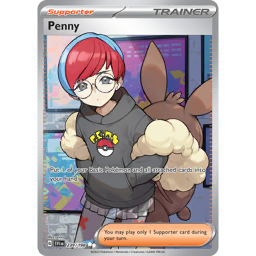 Supporter
TRAINER
Penny
Put 1 of your Basic Pokémon and all attached cards into
your hand.
You may play only 1 Supporter card during
your turn.